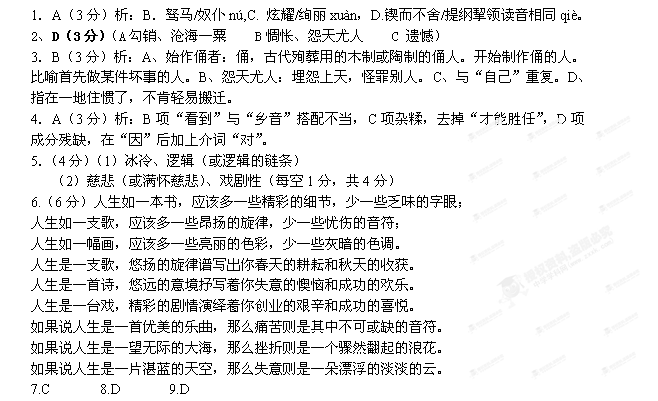 1. A(3分)析:B．驽马/奴仆nú,C. 炫耀/绚丽xuàn，D.锲而不舍/提纲挈领读音相同qiè。
2、D(3分)(A勾销、沧海一粟 B惆怅、怨天尤人 C 遗憾)
3．B(3分)析：A、始作俑者：俑，古代殉葬用的木制或陶制的俑人。开始制作俑的人。
比喻首先做某件坏事的人。B、怨天尤人：埋怨上天，怪罪别人。C、与“自己”重复。D、
指在一地住惯了，不肯轻易搬迁。
4．A(3分)析：B项“看到”与“乡音”搭配不当，C项杂糅，去掉“才能胜任”，D项
成分残缺，在“因”后加上介词“对”。
5.（4分）（1）冰冷、逻辑（或逻辑的链条）
（2）慈悲（或满怀慈悲）、戏剧性（每空1分，共4分）
6.（6分）人生如一本书，应该多一些精彩的细节，少一些乏味的字眼；
人生如一支歌，应该多一些昂扬的旋律，少一些忧伤的音符；
人生如一幅画，应该多一些亮丽的色彩，少一些灰暗的色调。
人生是一支歌，悠扬的旋律谱写出你春天的耕耘和秋天的收获。
人生是一首诗，悠远的意境抒写着你失意的懊恼和成功的欢乐。
人生是一台戏，精彩的剧情演绎着你创业的艰辛和成功的喜悦。
如果说人生是一首优美的乐曲，那么痛苦则是其中不可或缺的音符。
如果说人生是一望无际的大海，那么挫折则是一个骤然翻起的浪花。
如果说人生是一片湛蓝的天空，那么失意则是一朵漂浮的淡淡的云。
7.C 8.D 9.D